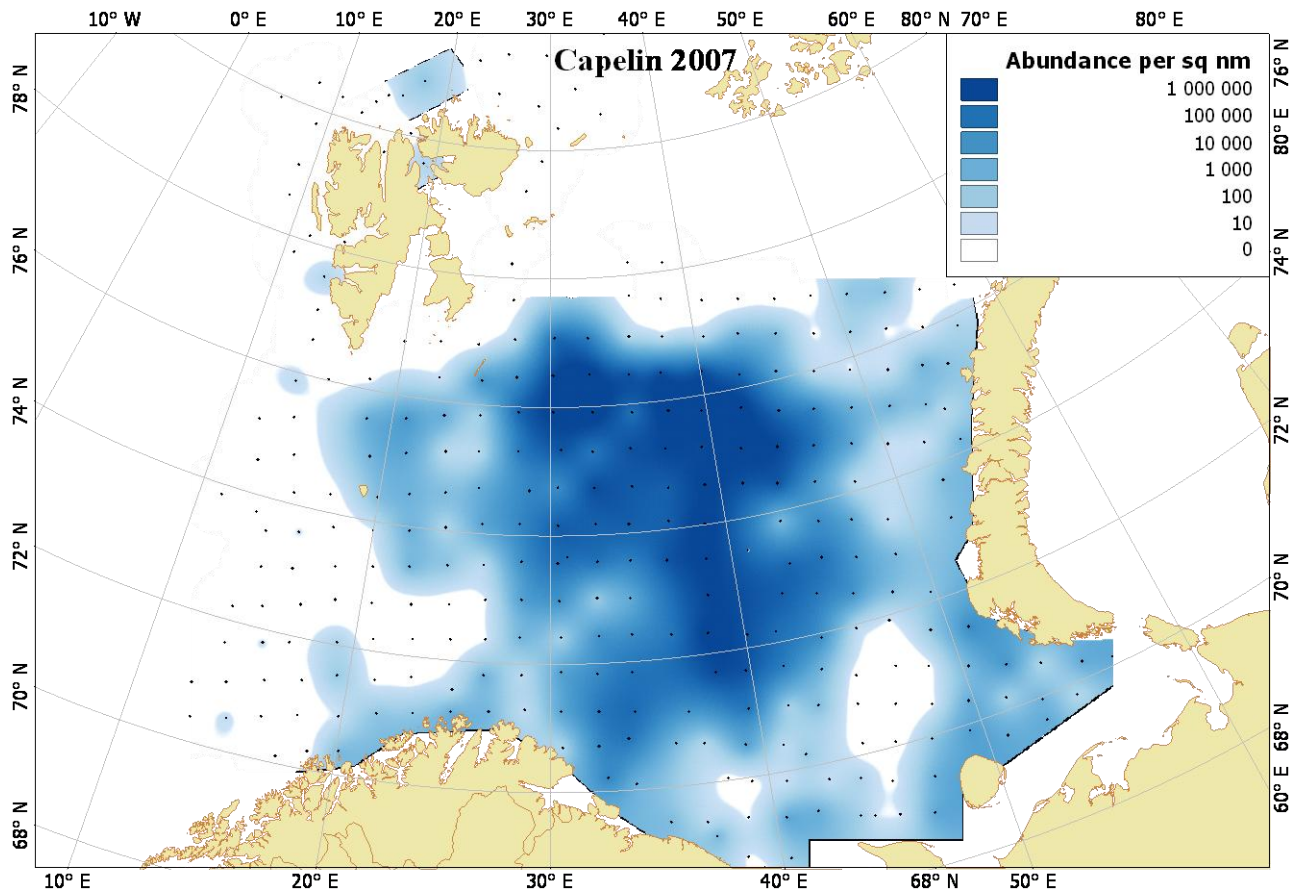 10° W 0° E 10° E 20° E 30° E 40° E 50° E 60° E 80° N 70° E 80° E
Capelin 2007
Abundance per sq nm
1 000 000
100 000
10 000
1 000
100
10
0
78° N
76° N
74° N
72° N
70° N
68° N
76° N
80° E
74° N
72° N
70° N
68° N
60° E
10° E 20° E 30° E 40° E 68° N 50° E